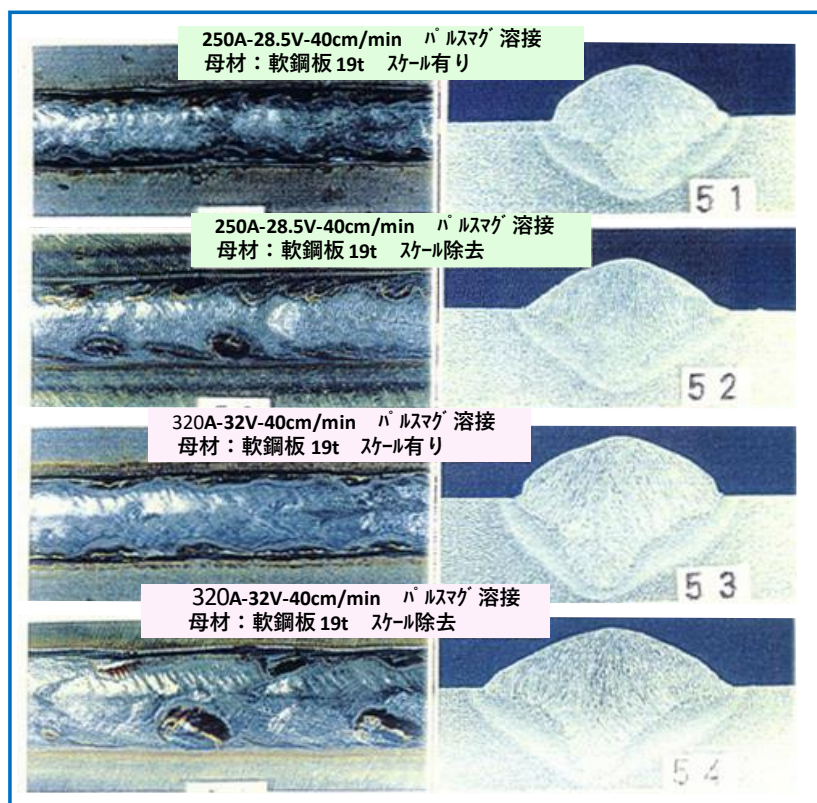 250A-28.5V-40cm/min ﾊﾟﾙｽマグ溶接
母材：軟鋼板 19t ｽｹｰﾙ有り
51
250A-28.5V-40cm/min ﾊﾟﾙｽマグ溶接
母材：軟鋼板 19t ｽｹｰﾙ除去
52
320A-32V-40cm/min ﾊﾟﾙｽマグ溶接
母材：軟鋼板 19t ｽｹｰﾙ有り
53
320A-32V-40cm/min ﾊﾟﾙｽマグ溶接
母材：軟鋼板 19t ｽｹｰﾙ除去
54